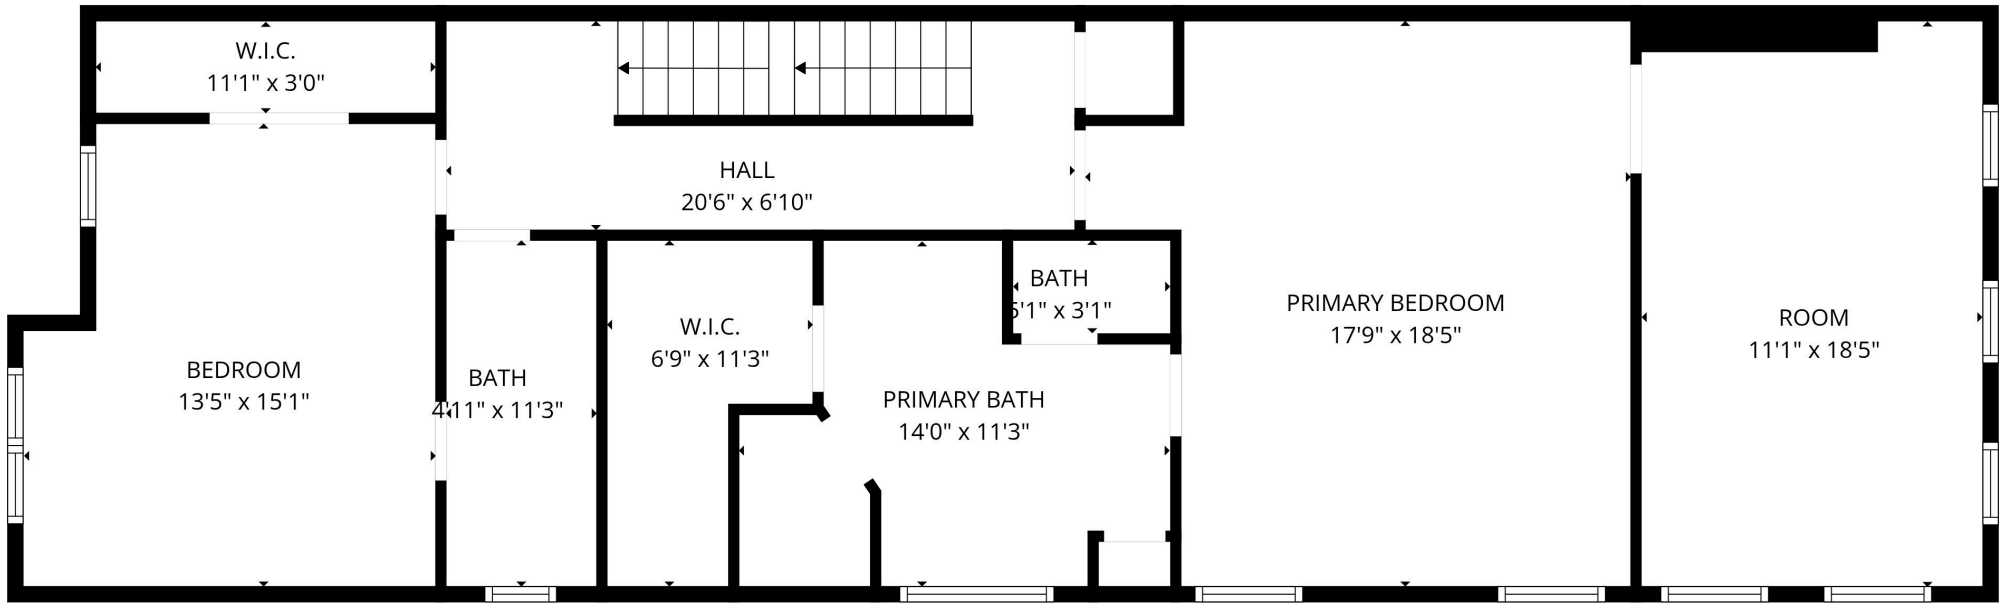 W.I.C.
11'1" x 3'0"
HALL
20'6" x 6'10"
BEDROOM
13'5" x 15'1"
BATH
4'11" x 11'3"
W.I.C.
6'9" x 11'3"
PRIMARY BATH
14'0" x 11'3"
BATH
5'1" x 3'1"
PRIMARY BEDROOM
17'9" x 18'5"
ROOM
11'1" x 18'5"